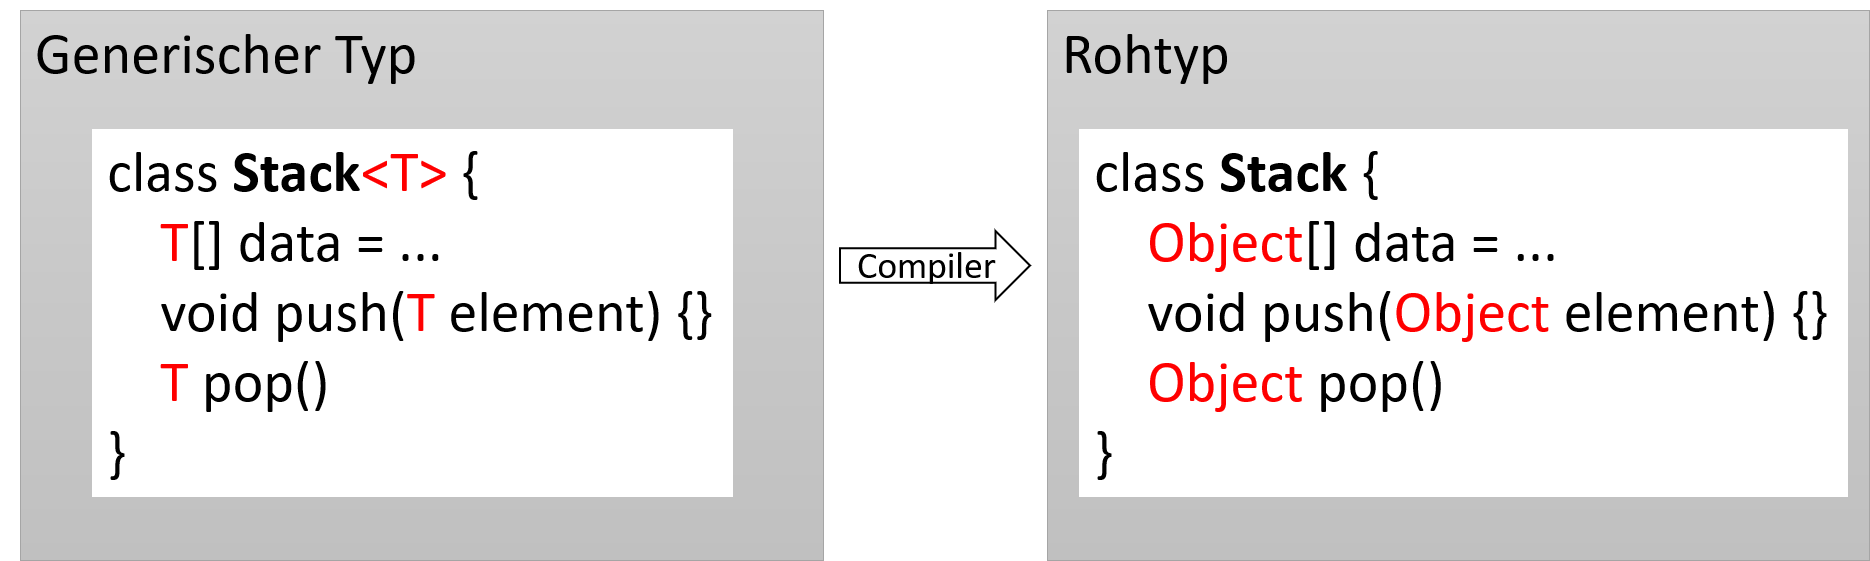 Generischer Typ
class Stack<T> {
T[] data = ...
void push(T element) {}
T pop()
}
Compiler
Rohtyp
class Stack {
Object[] data = ...
void push(Object element) {}
Object pop()
}